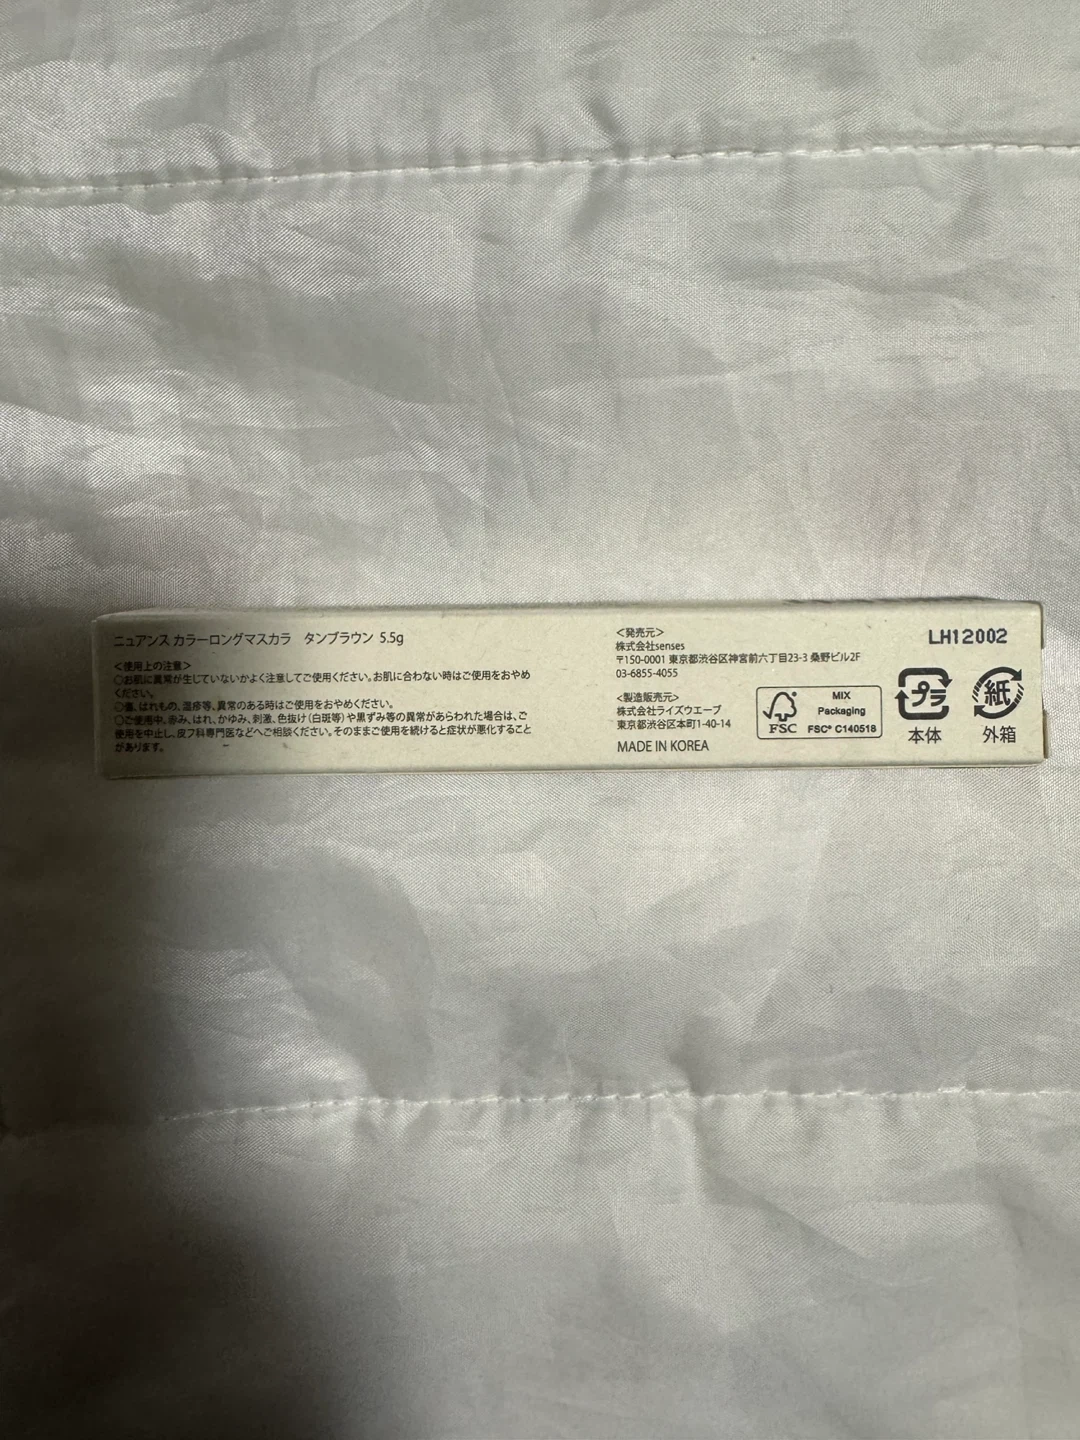 ニュアンス カラーロングマスカラ　タンブラウン 5.5g
＜使用上の注意＞
○お肌に異常が生じていないかよく注意してご使用ください。お肌に合わない時はご使用をおやめ
ください。
○傷、はれもの、湿疹等、異常のある時はご使用をおやめください。
○ご使用中、赤み、はれ、かゆみ、刺激、色抜け(白斑等)や黒ずみ等の異常があらわれた場合は、ご
使用を中止し、皮フ科専門医などへご相談ください。そのままご使用を続けると症状が悪化すること
があります。
＜発売元＞
株式会社senses
〒150-0001 東京都渋谷区神宮前六丁目23-3 桑野ビル2F
03-6855-4055
＜製造販売元＞
株式会社ライズウェーブ
東京都渋谷区本町1-40-14
MADE IN KOREA
FSC
MIX
Packaging
FSC® C140518
LH12002
プラ
本体
紙
外箱